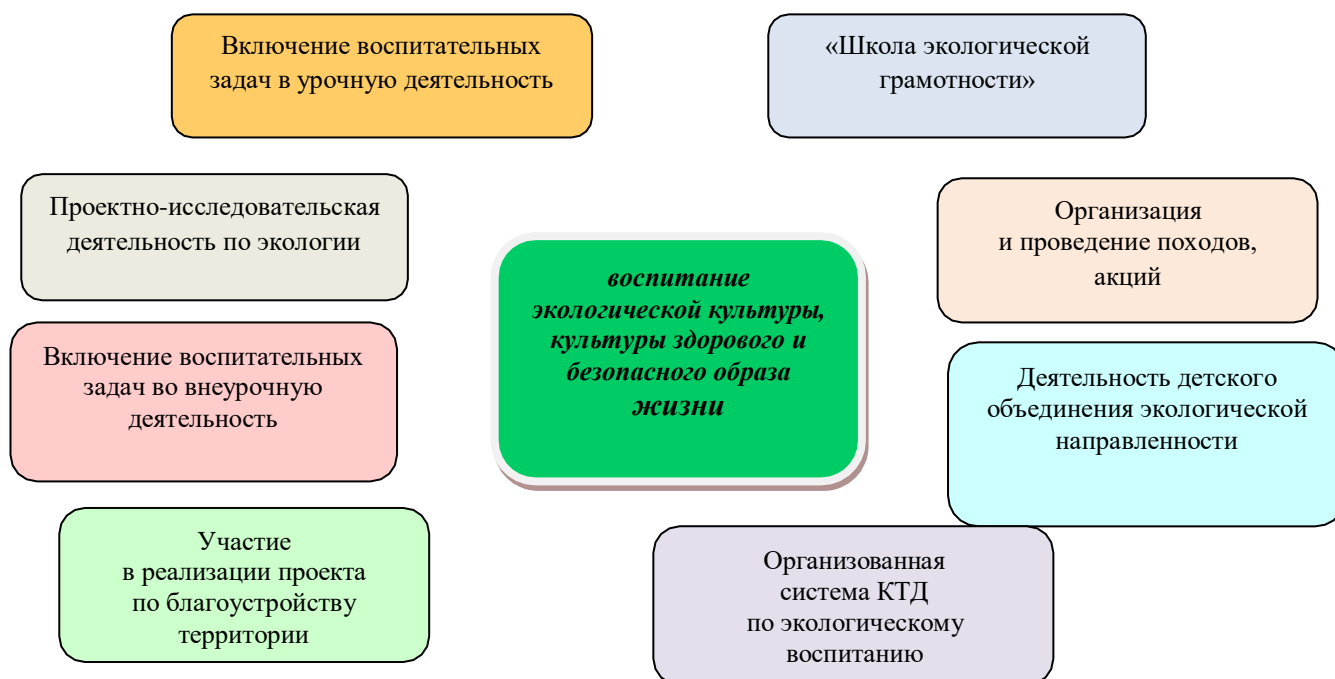 Включение воспитательных
задач в урочную деятельность
«Школа экологической
грамотности»
Проектно-исследовательская
деятельность по экологии
Организация
и проведение походов,
акций
воспитание
экологической культуры,
культуры здорового и
безопасного образа
жизни
Включение воспитательных
задач во внеурочную
деятельность
Деятельность детского
объединения экологической
направленности
Участие
в реализации проекта
по благоустройству
территории
Организованная
система КТД
по экологическому
воспитанию